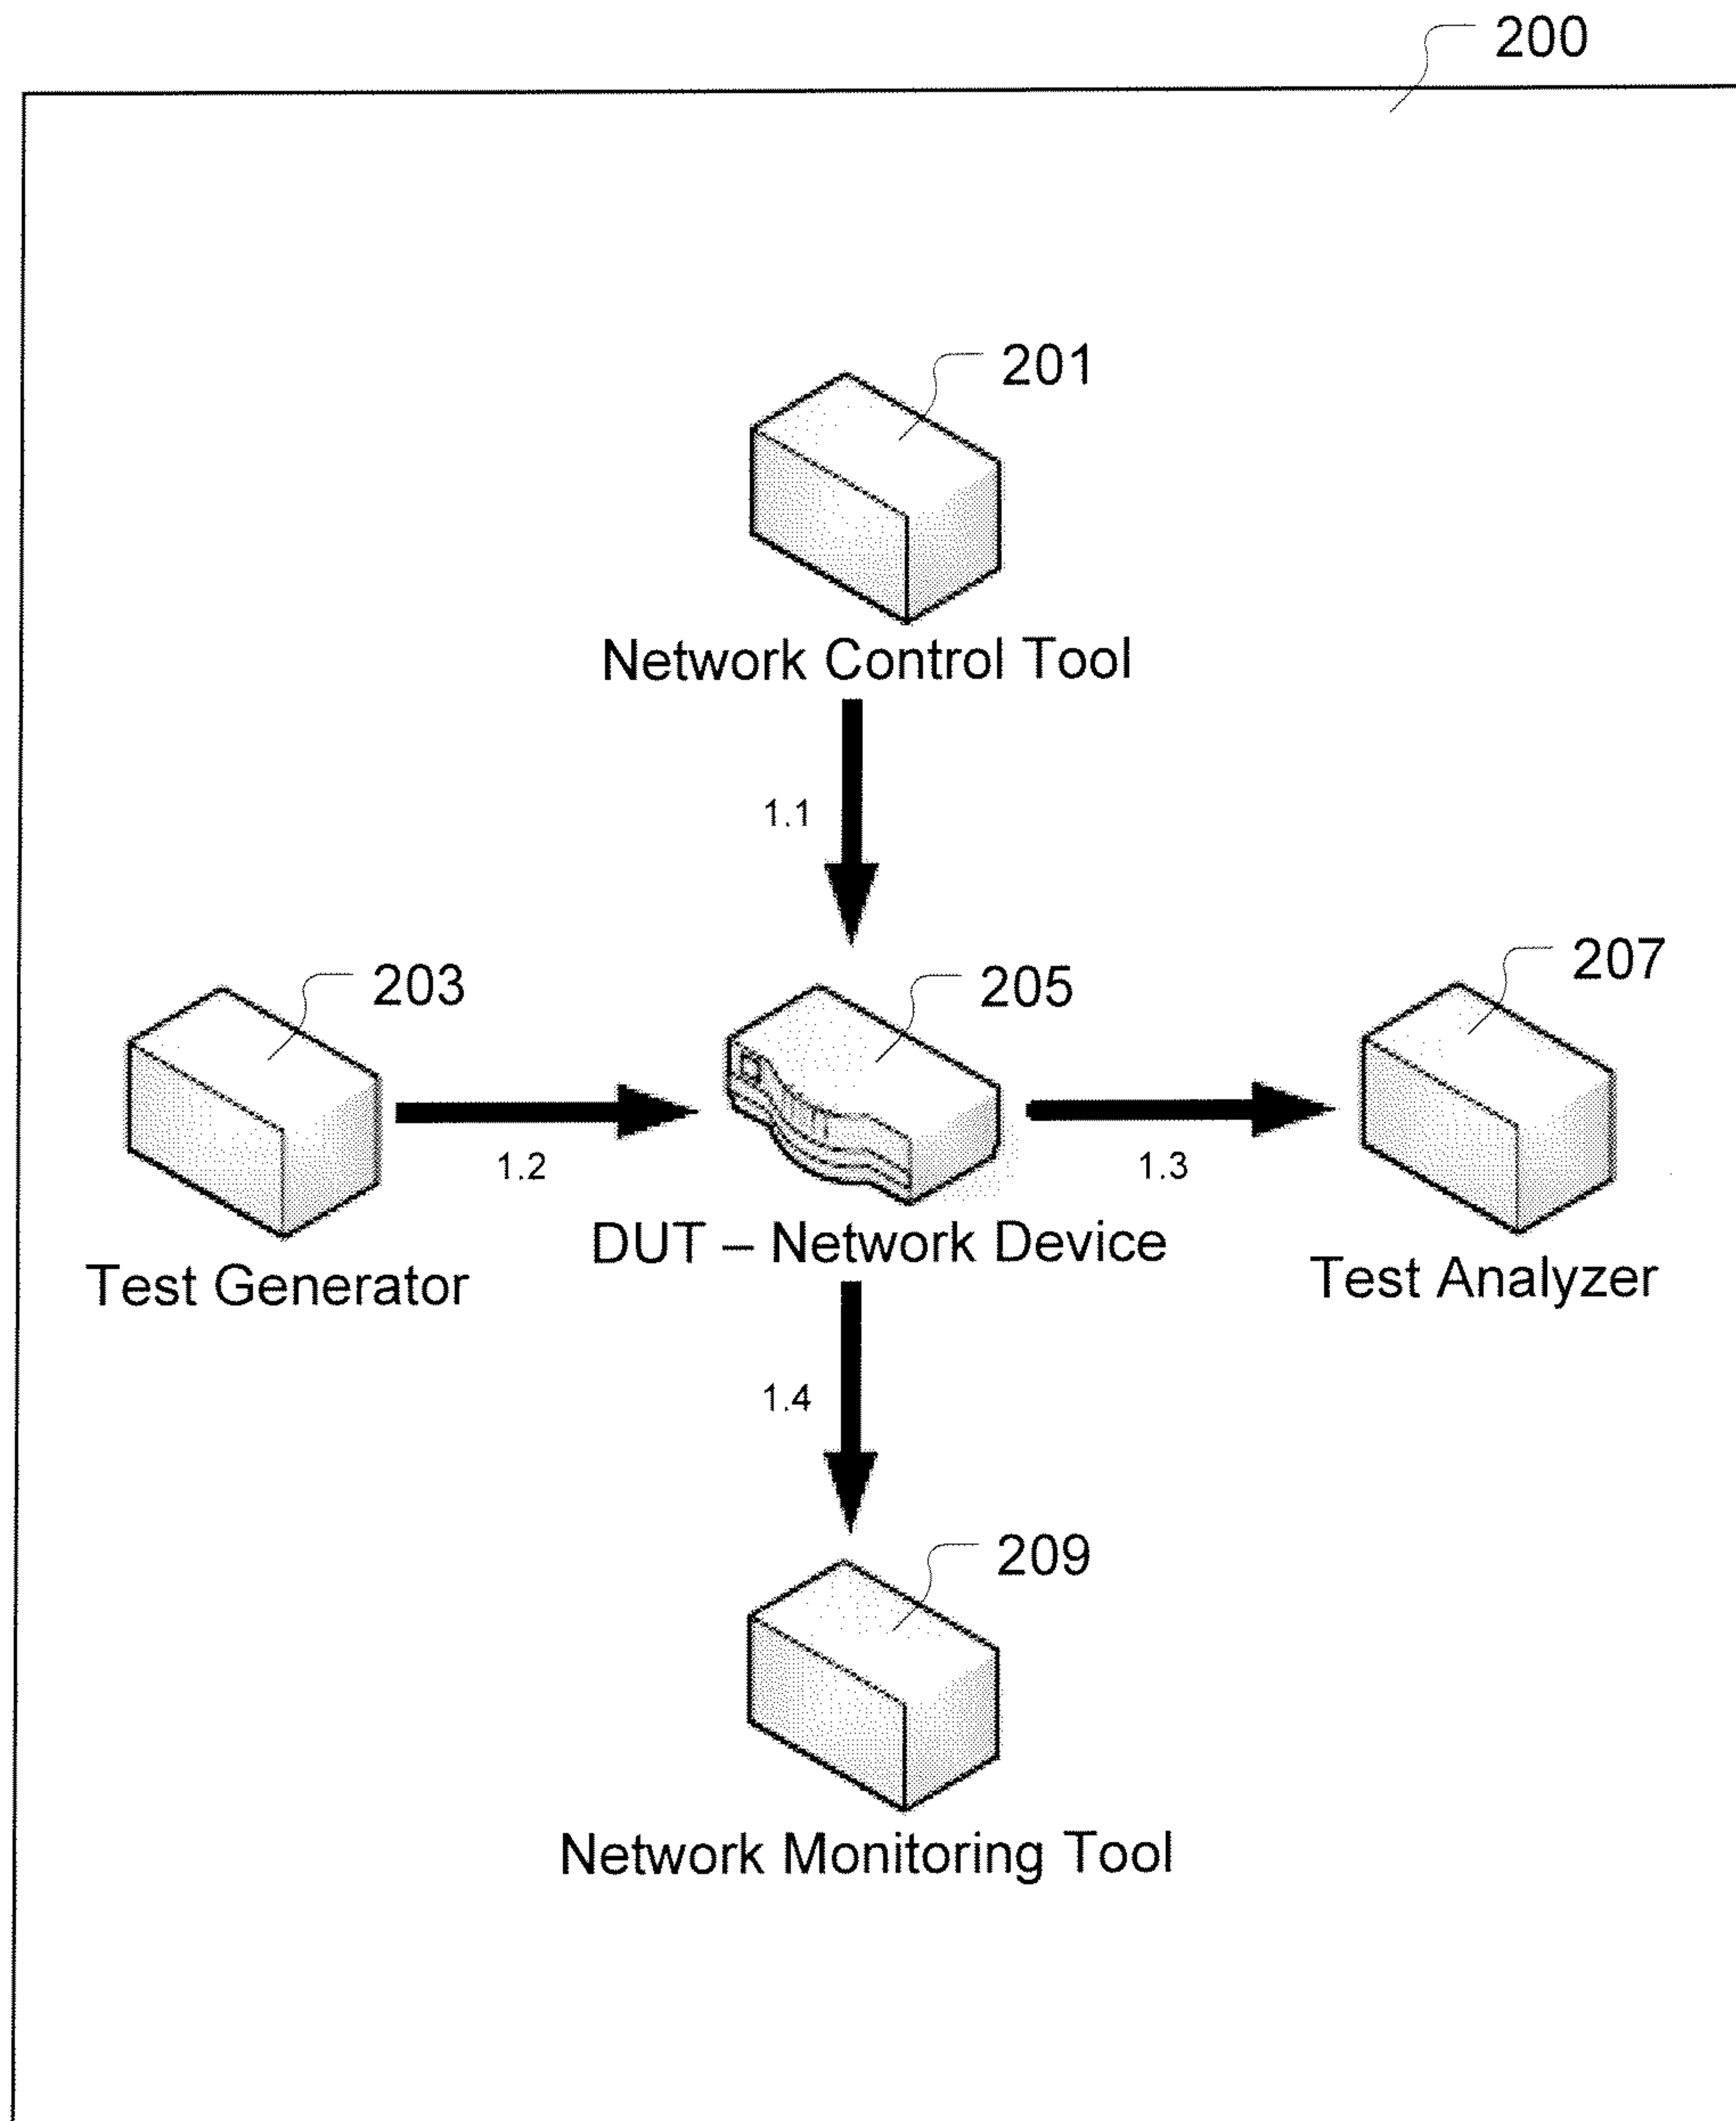 200
201
Network Control Tool
1.1
203
205
207
1.2
1.3
DUT – Network Device
Test Generator
Test Analyzer
1.4
209
Network Monitoring Tool